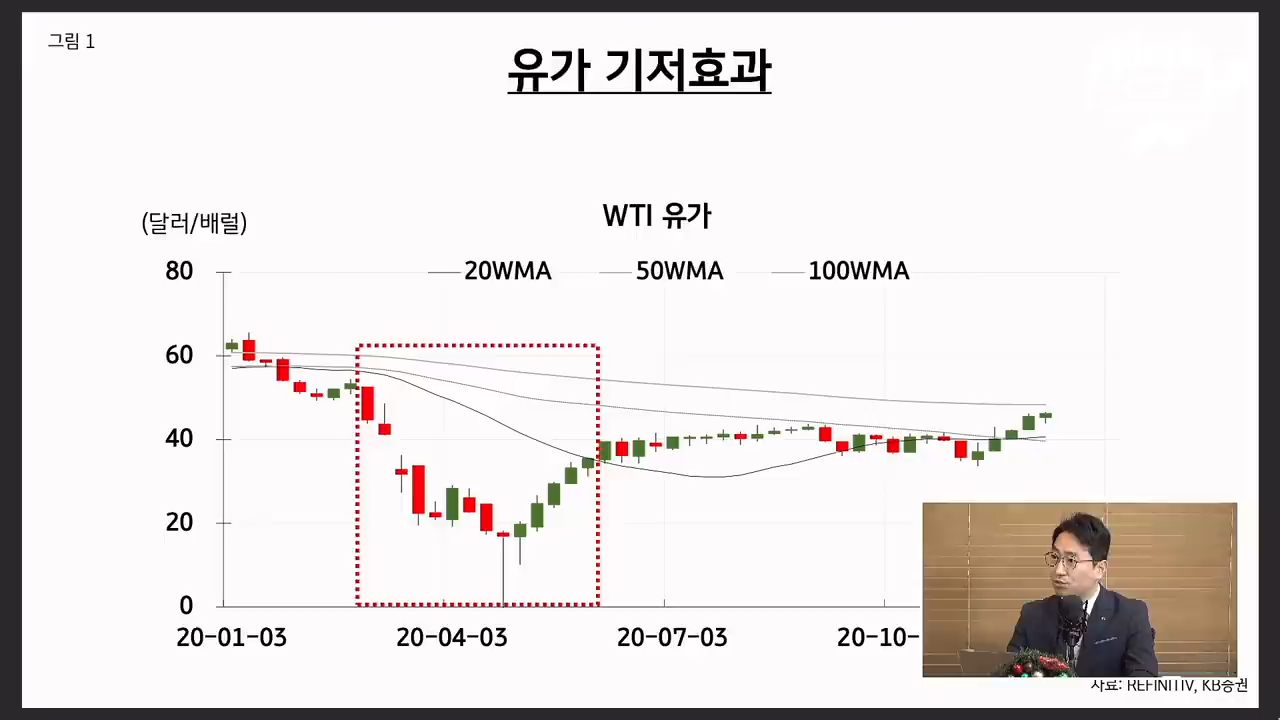 그림 1
유가 기저효과
(달러/배럴)
WTI 유가
20WMA 50WMA 100WMA
80
60
40
20
0
20-01-03 20-04-03 20-07-03 20-10-
사료: REFINITIV, KB증권